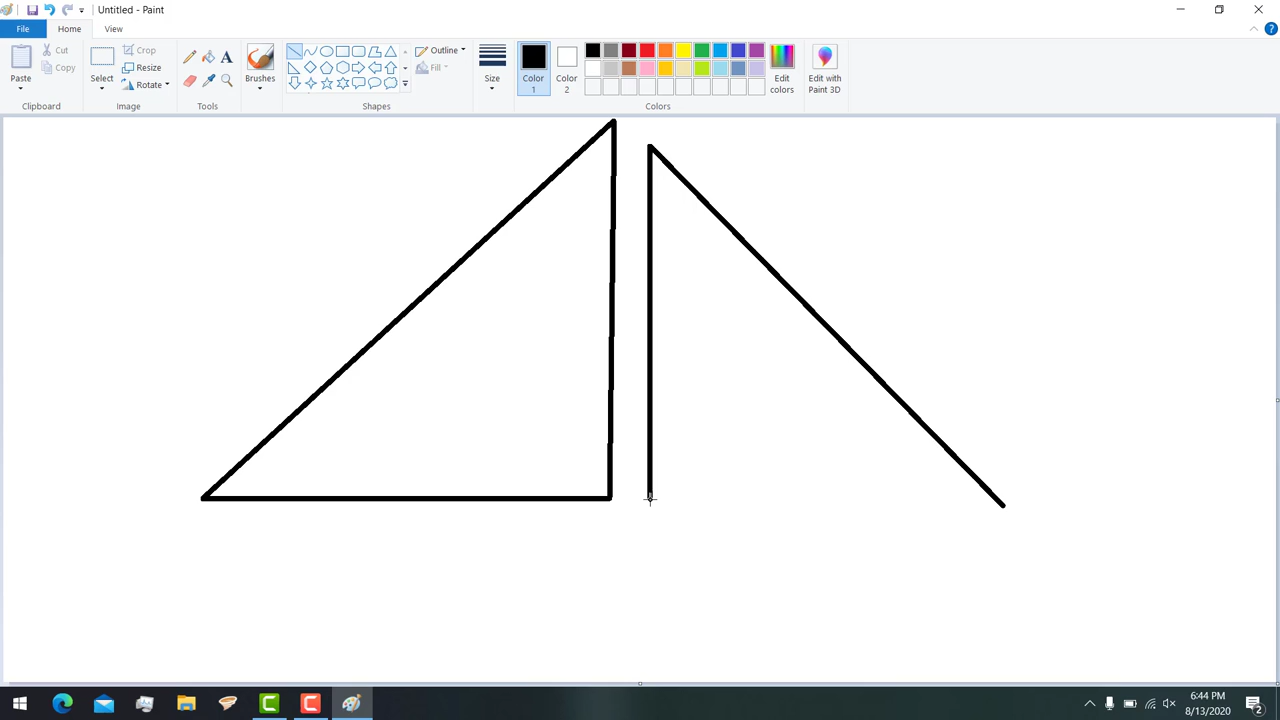 Untitled - Paint
File Home View
Cut Crop Outline
Copy Resize Fill
Paste Select Rotate Brushes Size Color 1 Color 2 Edit colors Edit with Paint 3D
Clipboard Image Tools Shapes Colors
6:44 PM
8/13/2020
2